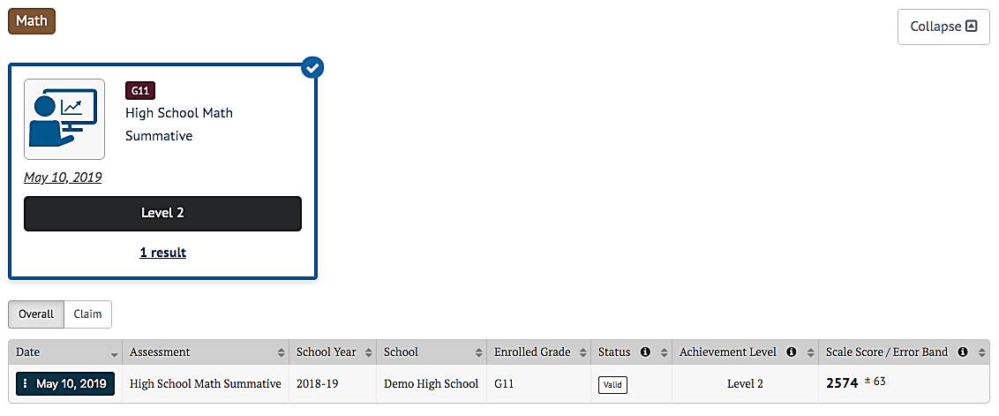 Math
Collapse
G11
High School Math
Summative
May 10, 2019
Level 2
1 result
Overall Claim
Date Assessment School Year School Enrolled Grade Status Achievement Level Scale Score / Error Band
May 10, 2019 High School Math Summative 2018-19 Demo High School G11 Valid Level 2 2574 ± 63